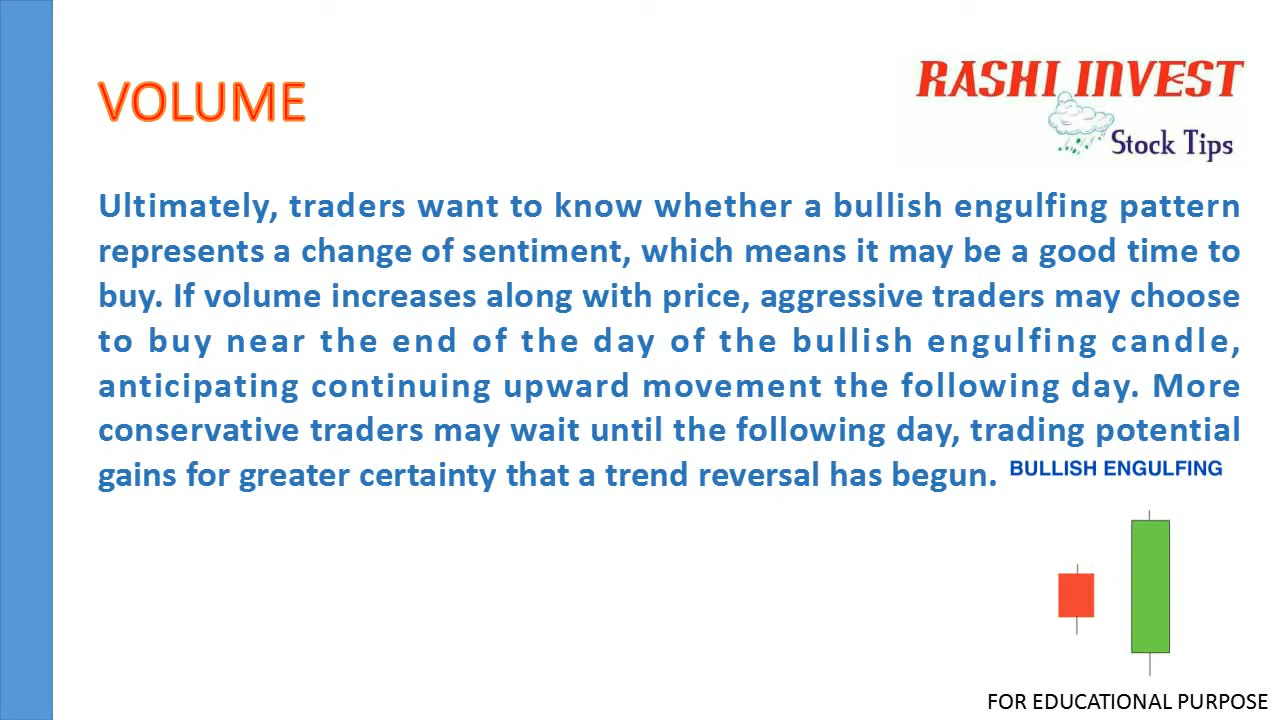 VOLUME
RASHI INVEST
Stock Tips
Ultimately, traders want to know whether a bullish engulfing pattern
represents a change of sentiment, which means it may be a good time to
buy. If volume increases along with price, aggressive traders may choose
to buy near the end of the day of the bullish engulfing candle,
anticipating continuing upward movement the following day. More
conservative traders may wait until the following day, trading potential
gains for greater certainty that a trend reversal has begun.
BULLISH ENGULFING
FOR EDUCATIONAL PURPOSE